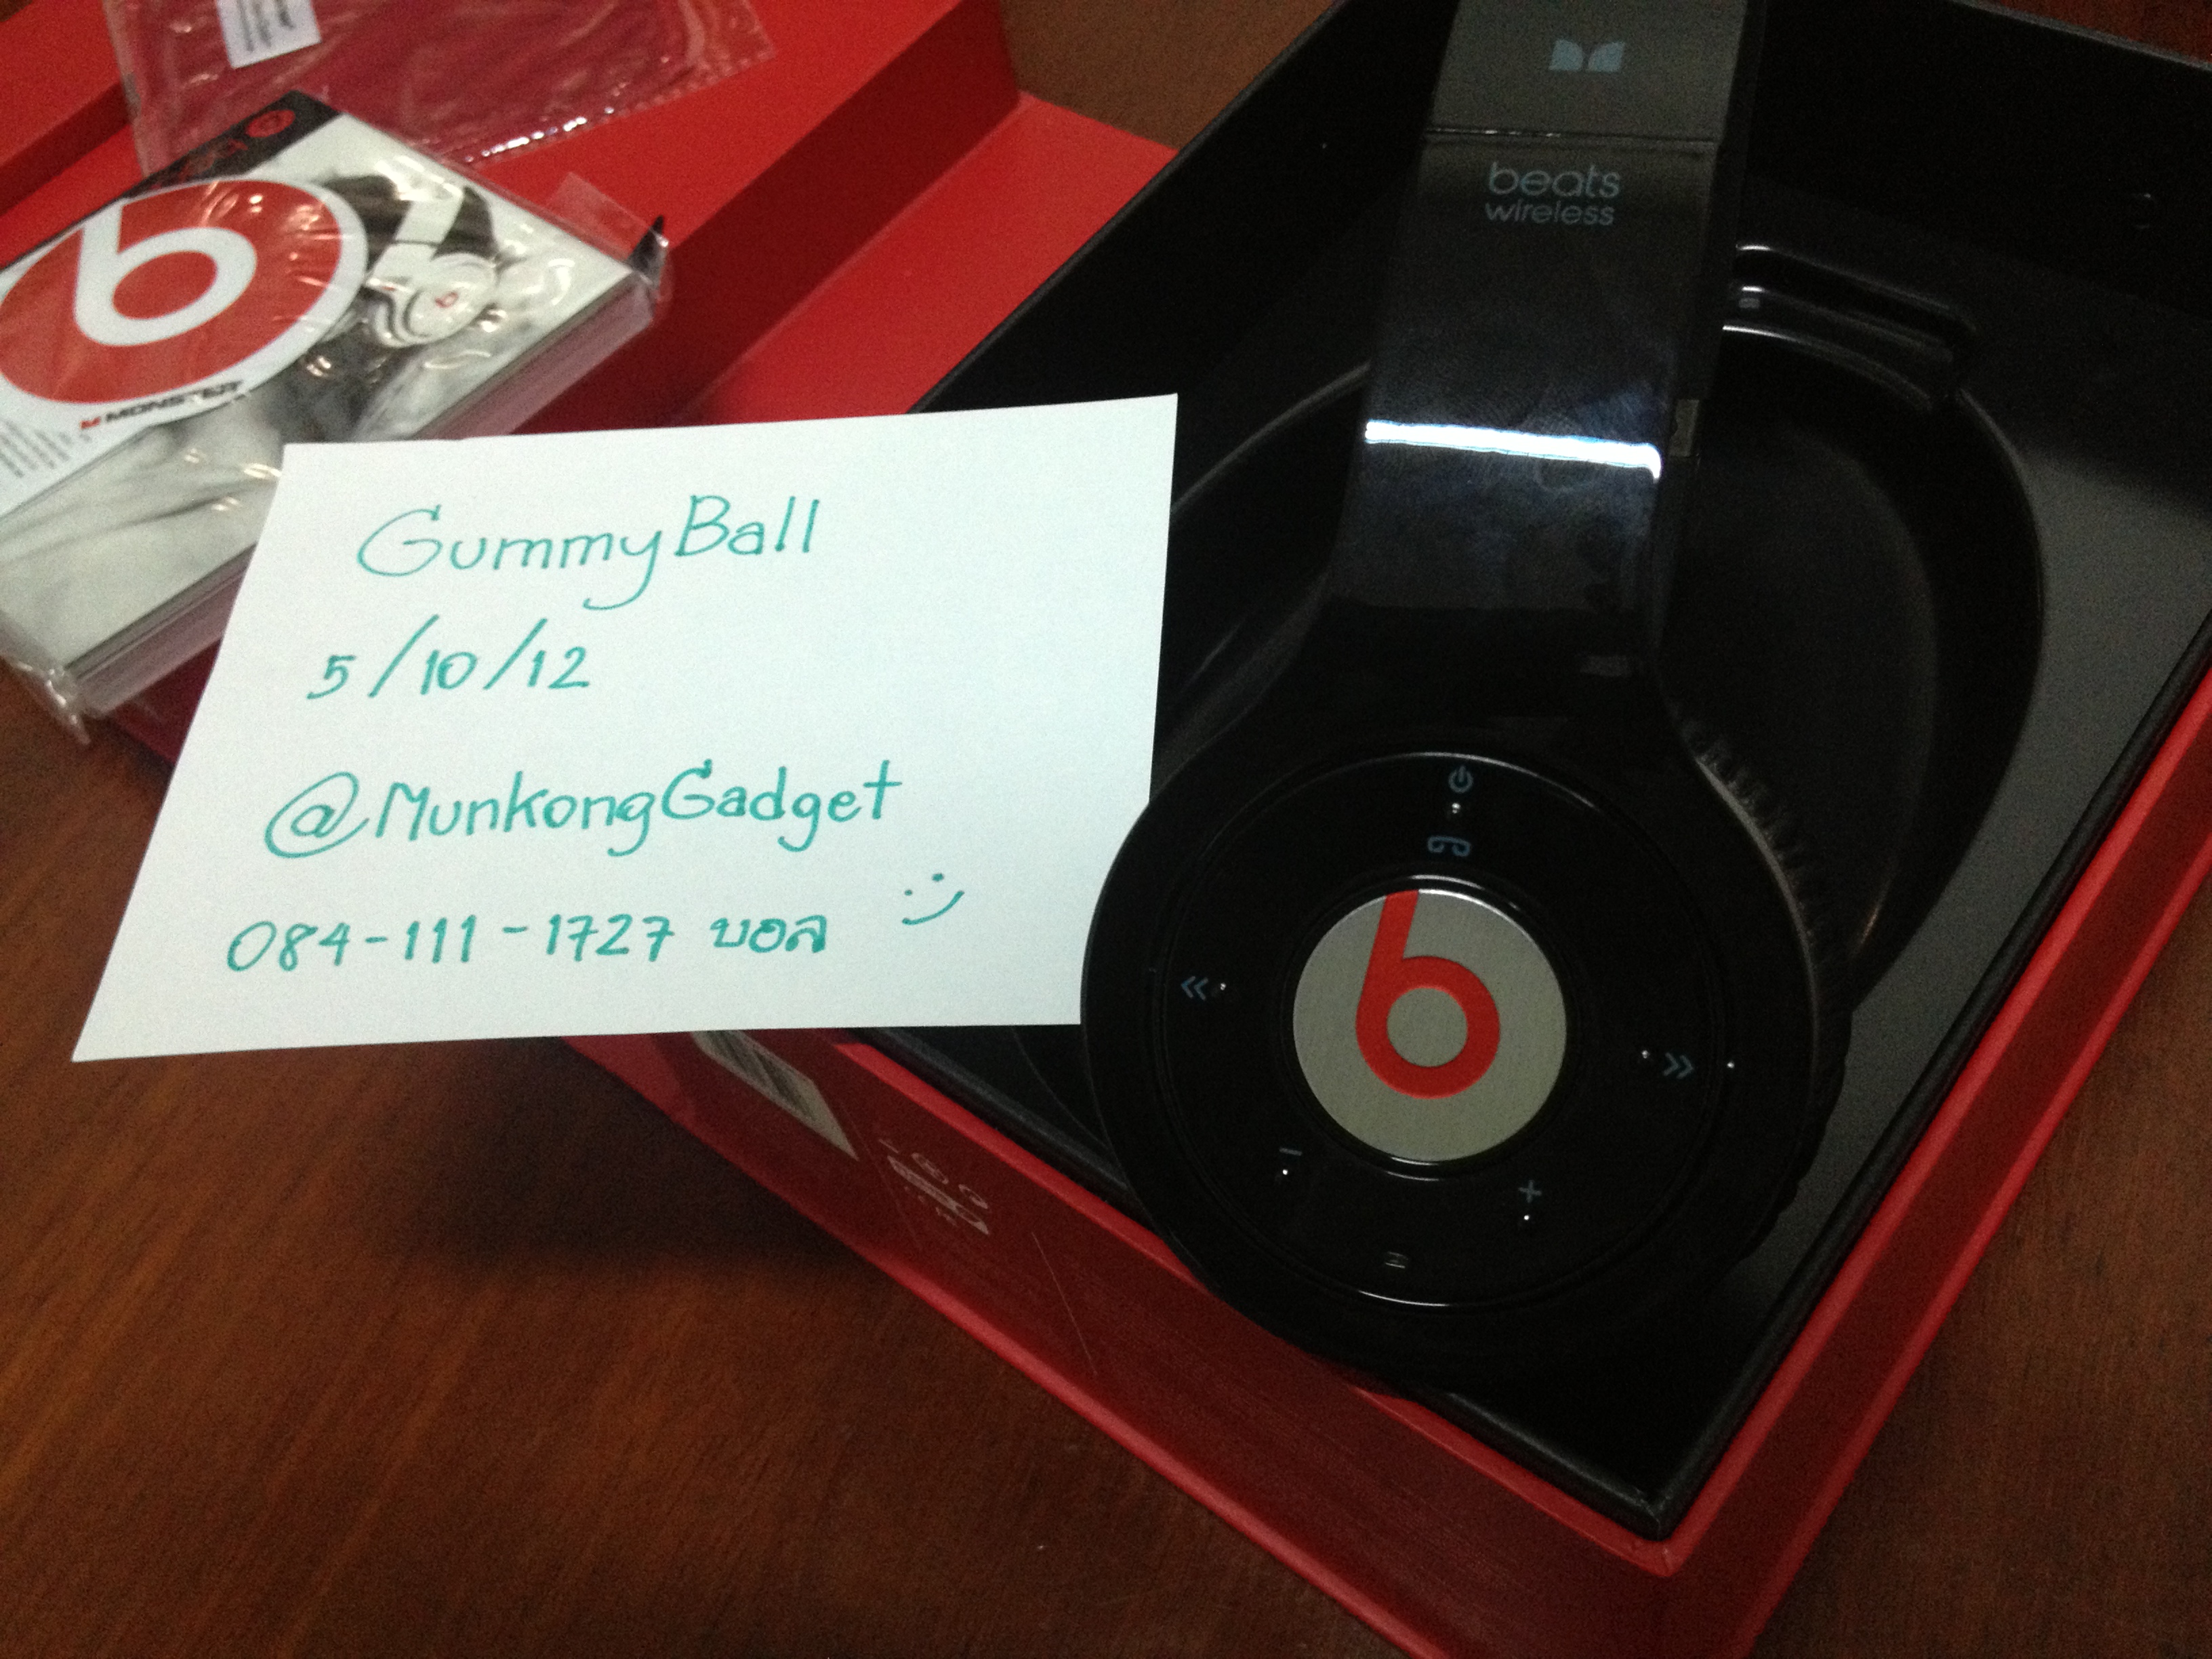 beats
wireless
b
MONSTER
b
GummyBall
5/10/12
@MunkongGadget
084-111-1727 บอล :)
b